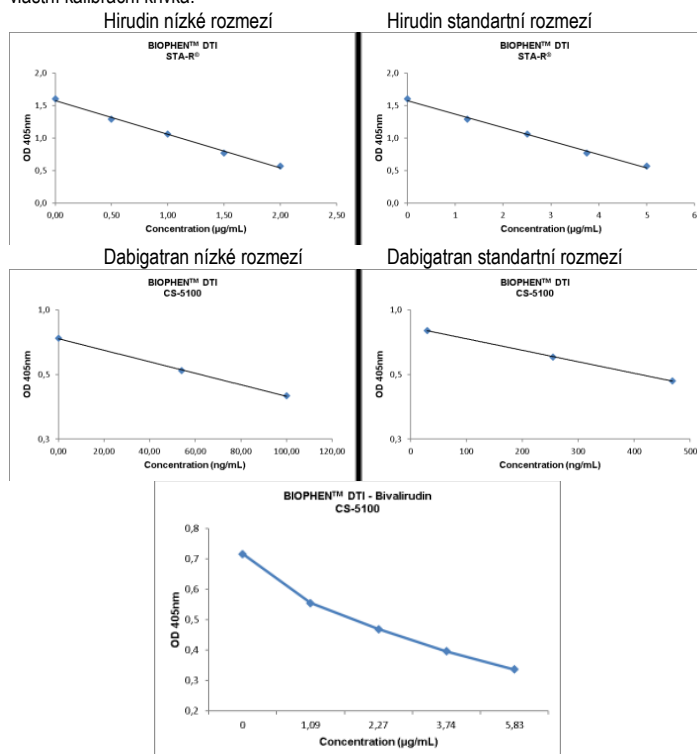 vlastní kalibrační křivka.
Hirudin nízké rozmezí
Hirudin standartní rozmezí
BIOPHEN™ DTI
STA-R®
OD 405nm
2,0
1,5
1,0
0,5
0,0
0,00 0,50 1,00 1,50 2,00 2,50
Concentration (µg/mL)
BIOPHEN™ DTI
STA-R®
OD 405nm
2,0
1,5
1,0
0,5
0,0
0 1 2 3 4 5 6
Concentration (µg/mL)
Dabigatran nízké rozmezí
Dabigatran standartní rozmezí
BIOPHEN™ DTI
CS-5100
OD 405nm
1,0
0,5
0,3
0,00 20,00 40,00 60,00 80,00 100,00 120,00
Concentration (ng/mL)
BIOPHEN™ DTI
CS-5100
OD 405nm
1,0
0,5
0,3
0 100 200 300 400 500
Concentration (ng/mL)
BIOPHEN™ DTI - Bivalirudin
CS-5100
OD 405nm
0,8
0,7
0,6
0,5
0,4
0,3
0,2
0 1,09 2,27 3,74 5,83
Concentration (µg/mL)